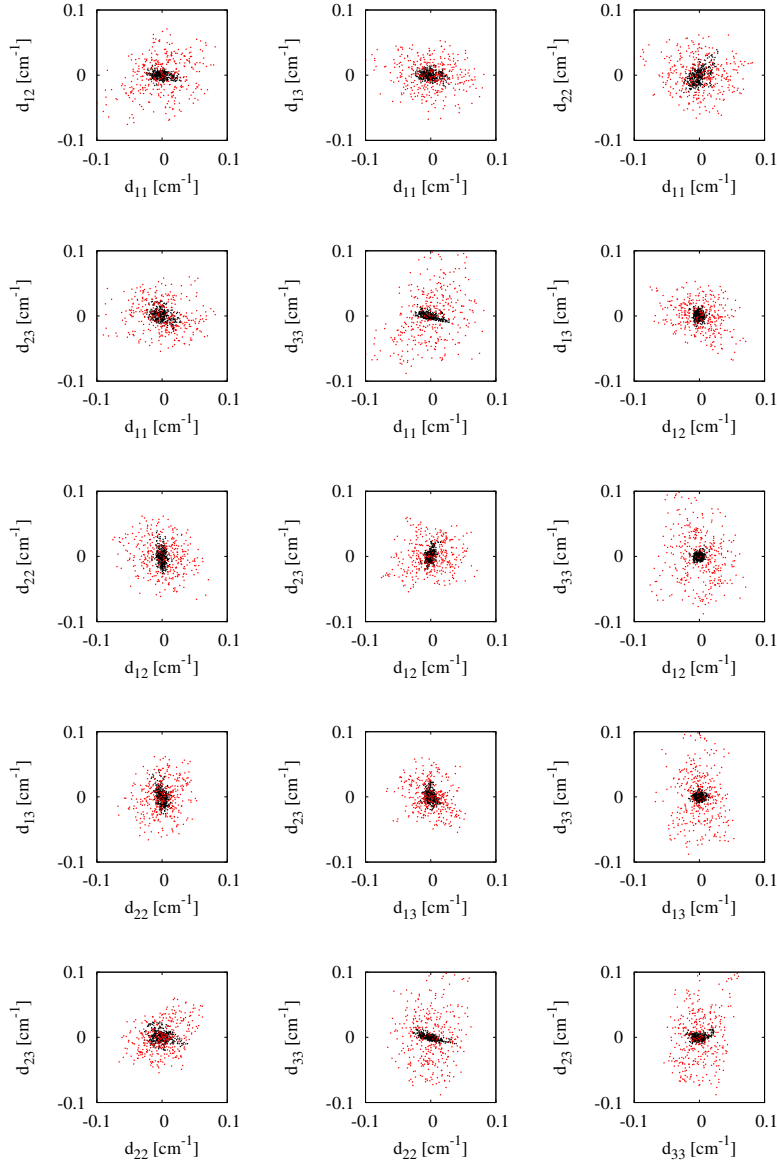 0.1 0.1 0.1
d12 [cm-1] d13 [cm-1] d22 [cm-1]
0 0 0
-0.1 -0.1 -0.1
-0.1 0 0.1 -0.1 0 0.1 -0.1 0 0.1
d11 [cm-1] d11 [cm-1] d11 [cm-1]
0.1 0.1 0.1
d23 [cm-1] d33 [cm-1] d13 [cm-1]
0 0 0
-0.1 -0.1 -0.1
-0.1 0 0.1 -0.1 0 0.1 -0.1 0 0.1
d11 [cm-1] d11 [cm-1] d12 [cm-1]
0.1 0.1 0.1
d22 [cm-1] d23 [cm-1] d33 [cm-1]
0 0 0
-0.1 -0.1 -0.1
-0.1 0 0.1 -0.1 0 0.1 -0.1 0 0.1
d12 [cm-1] d12 [cm-1] d12 [cm-1]
0.1 0.1 0.1
d13 [cm-1] d23 [cm-1] d33 [cm-1]
0 0 0
-0.1 -0.1 -0.1
-0.1 0 0.1 -0.1 0 0.1 -0.1 0 0.1
d22 [cm-1] d13 [cm-1] d13 [cm-1]
0.1 0.1 0.1
d23 [cm-1] d33 [cm-1] d23 [cm-1]
0 0 0
-0.1 -0.1 -0.1
-0.1 0 0.1 -0.1 0 0.1 -0.1 0 0.1
d22 [cm-1] d22 [cm-1] d33 [cm-1]